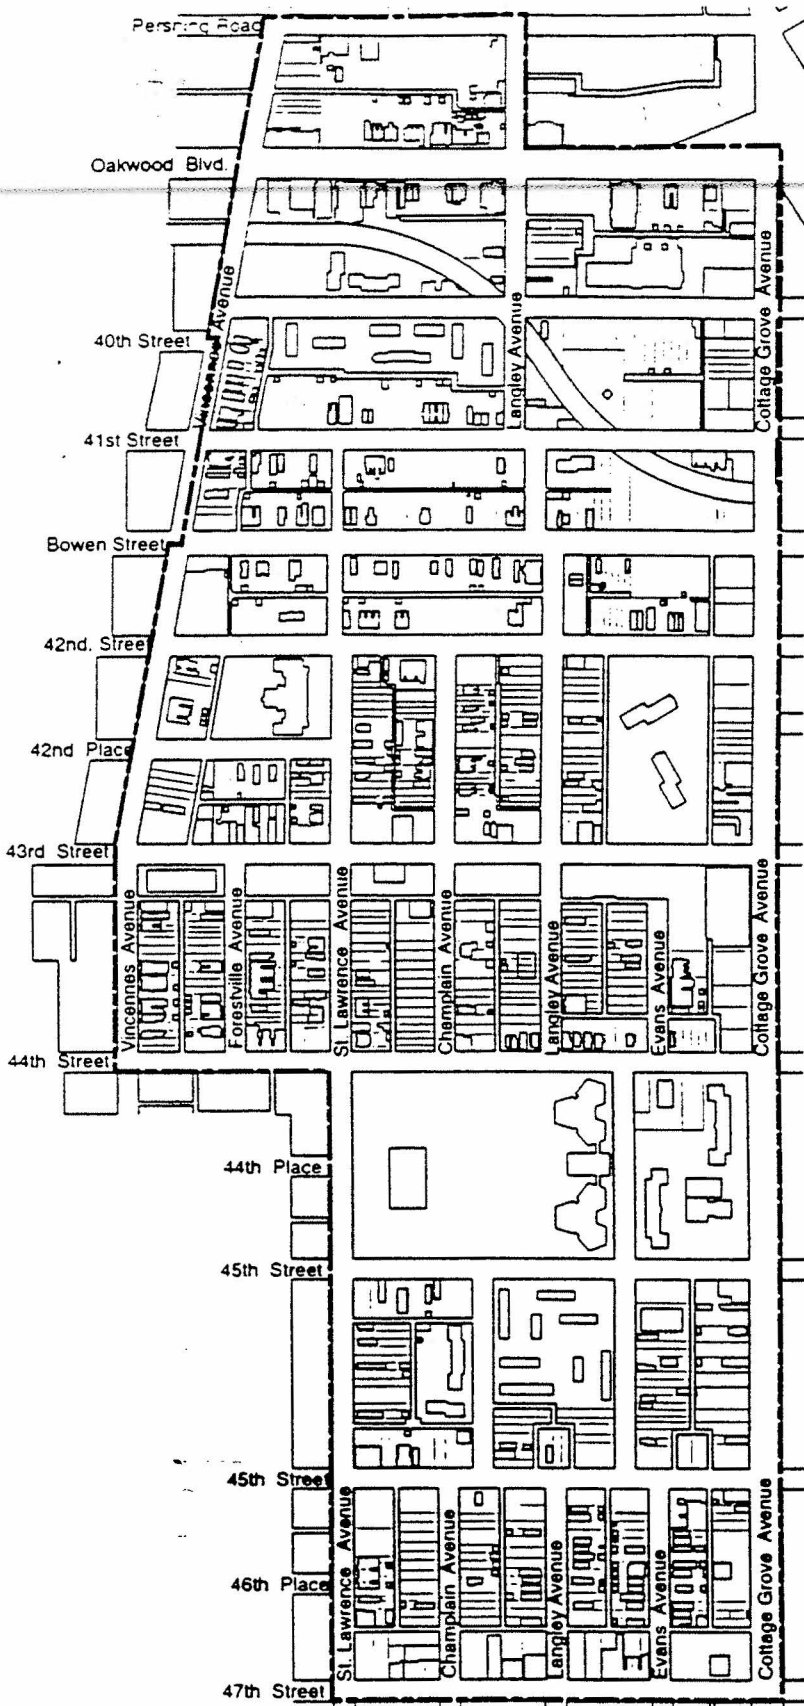 Pershing Road
Oakwood Blvd.
Vincennes Avenue
Langley Avenue
Cottage Grove Avenue
40th Street
41st Street
Bowen Street
42nd. Street
42nd Place
43rd Street
Vincennes Avenue
Forestville Avenue
St. Lawrence Avenue
Champlain Avenue
Langley Avenue
Evans Avenue
Cottage Grove Avenue
44th Street
44th Place
45th Street
45th Street
St. Lawrence Avenue
Champlain Avenue
Langley Avenue
Evans Avenue
Cottage Grove Avenue
46th Place
47th Street